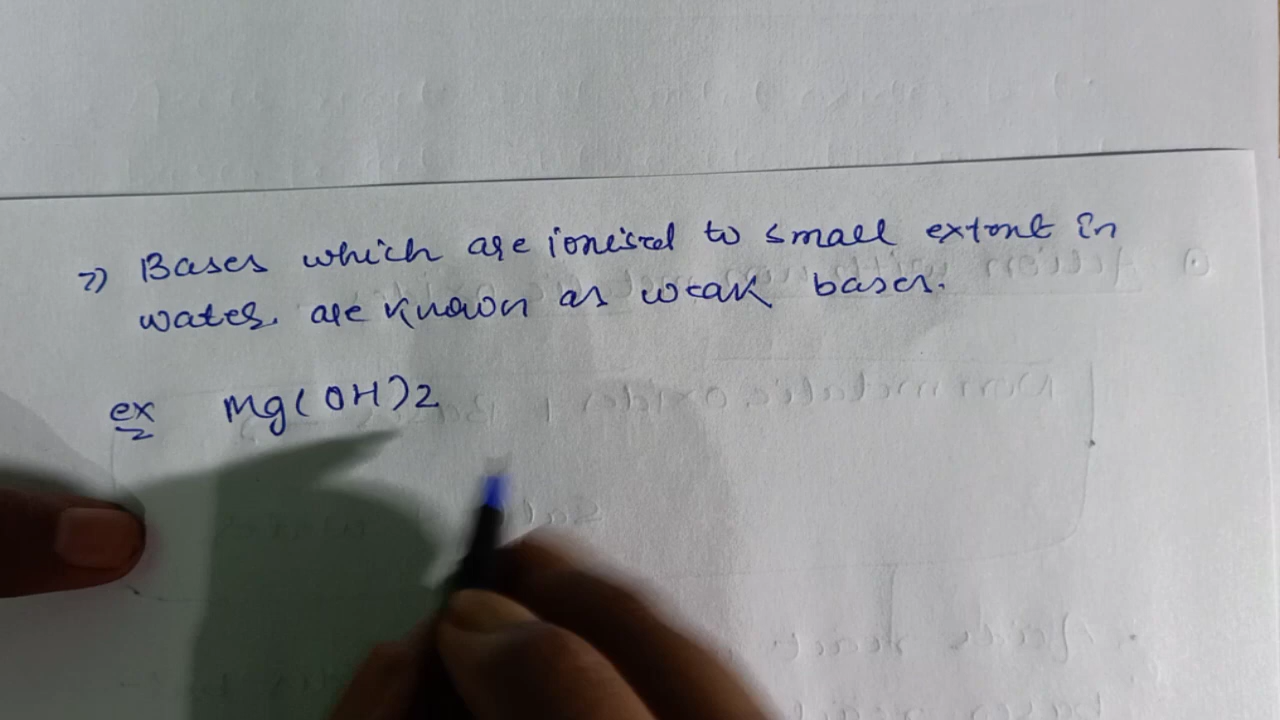 7) Bases which are ionised to small extent in
water are known as weak bases.
ex Mg(OH)2